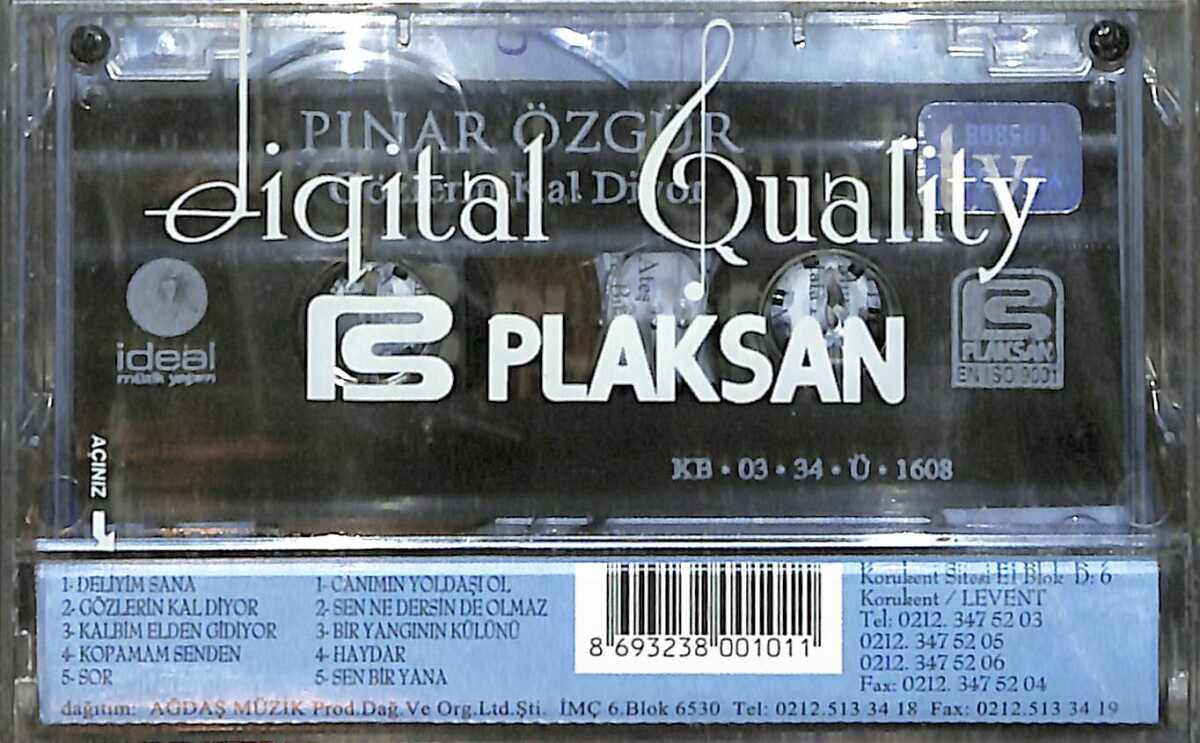 PINAR ÖZGÜR
Gözlerin Kal Diyor
Digital Quality
ideal
müzik yapım
PLAKSAN
PLAKSAN
EN ISO 9001
KB • 03 • 34 • Ü • 1608
AÇINIZ
1- DELİYİM SANA
2- GÖZLERİN KAL DİYOR
3- KALBİM ELDEN GİDİYOR
4- KOPAMAM SENDEN
5- SOR
1- CANIMIN YOLDAŞI OL
2- SEN NE DERSİN DE OLMAZ
3- BİR YANGININ KÜLÜNÜ
4- HAYDAR
5- SEN BİR YANA
8 693238 001011
Korukent Sitesi E1 Blok D: 6
Korukent / LEVENT
Tel: 0212. 347 52 03
0212. 347 52 05
0212. 347 52 06
Fax: 0212. 347 52 04
dağıtım: AĞDAŞ MÜZİK Prod.Dağ.Ve Org.Ltd.Şti. İMÇ 6.Blok 6530 Tel: 0212.513 34 18 Fax: 0212.513 34 19